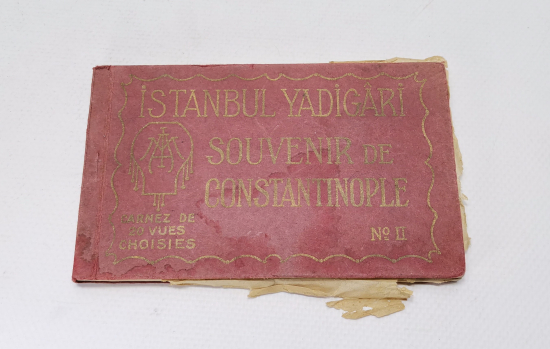 İSTANBUL YADİGÂRİ
SOUVENIR DE
CONSTANTINOPLE
CARNEZ DE
20 VUES
CHOISIES
No II